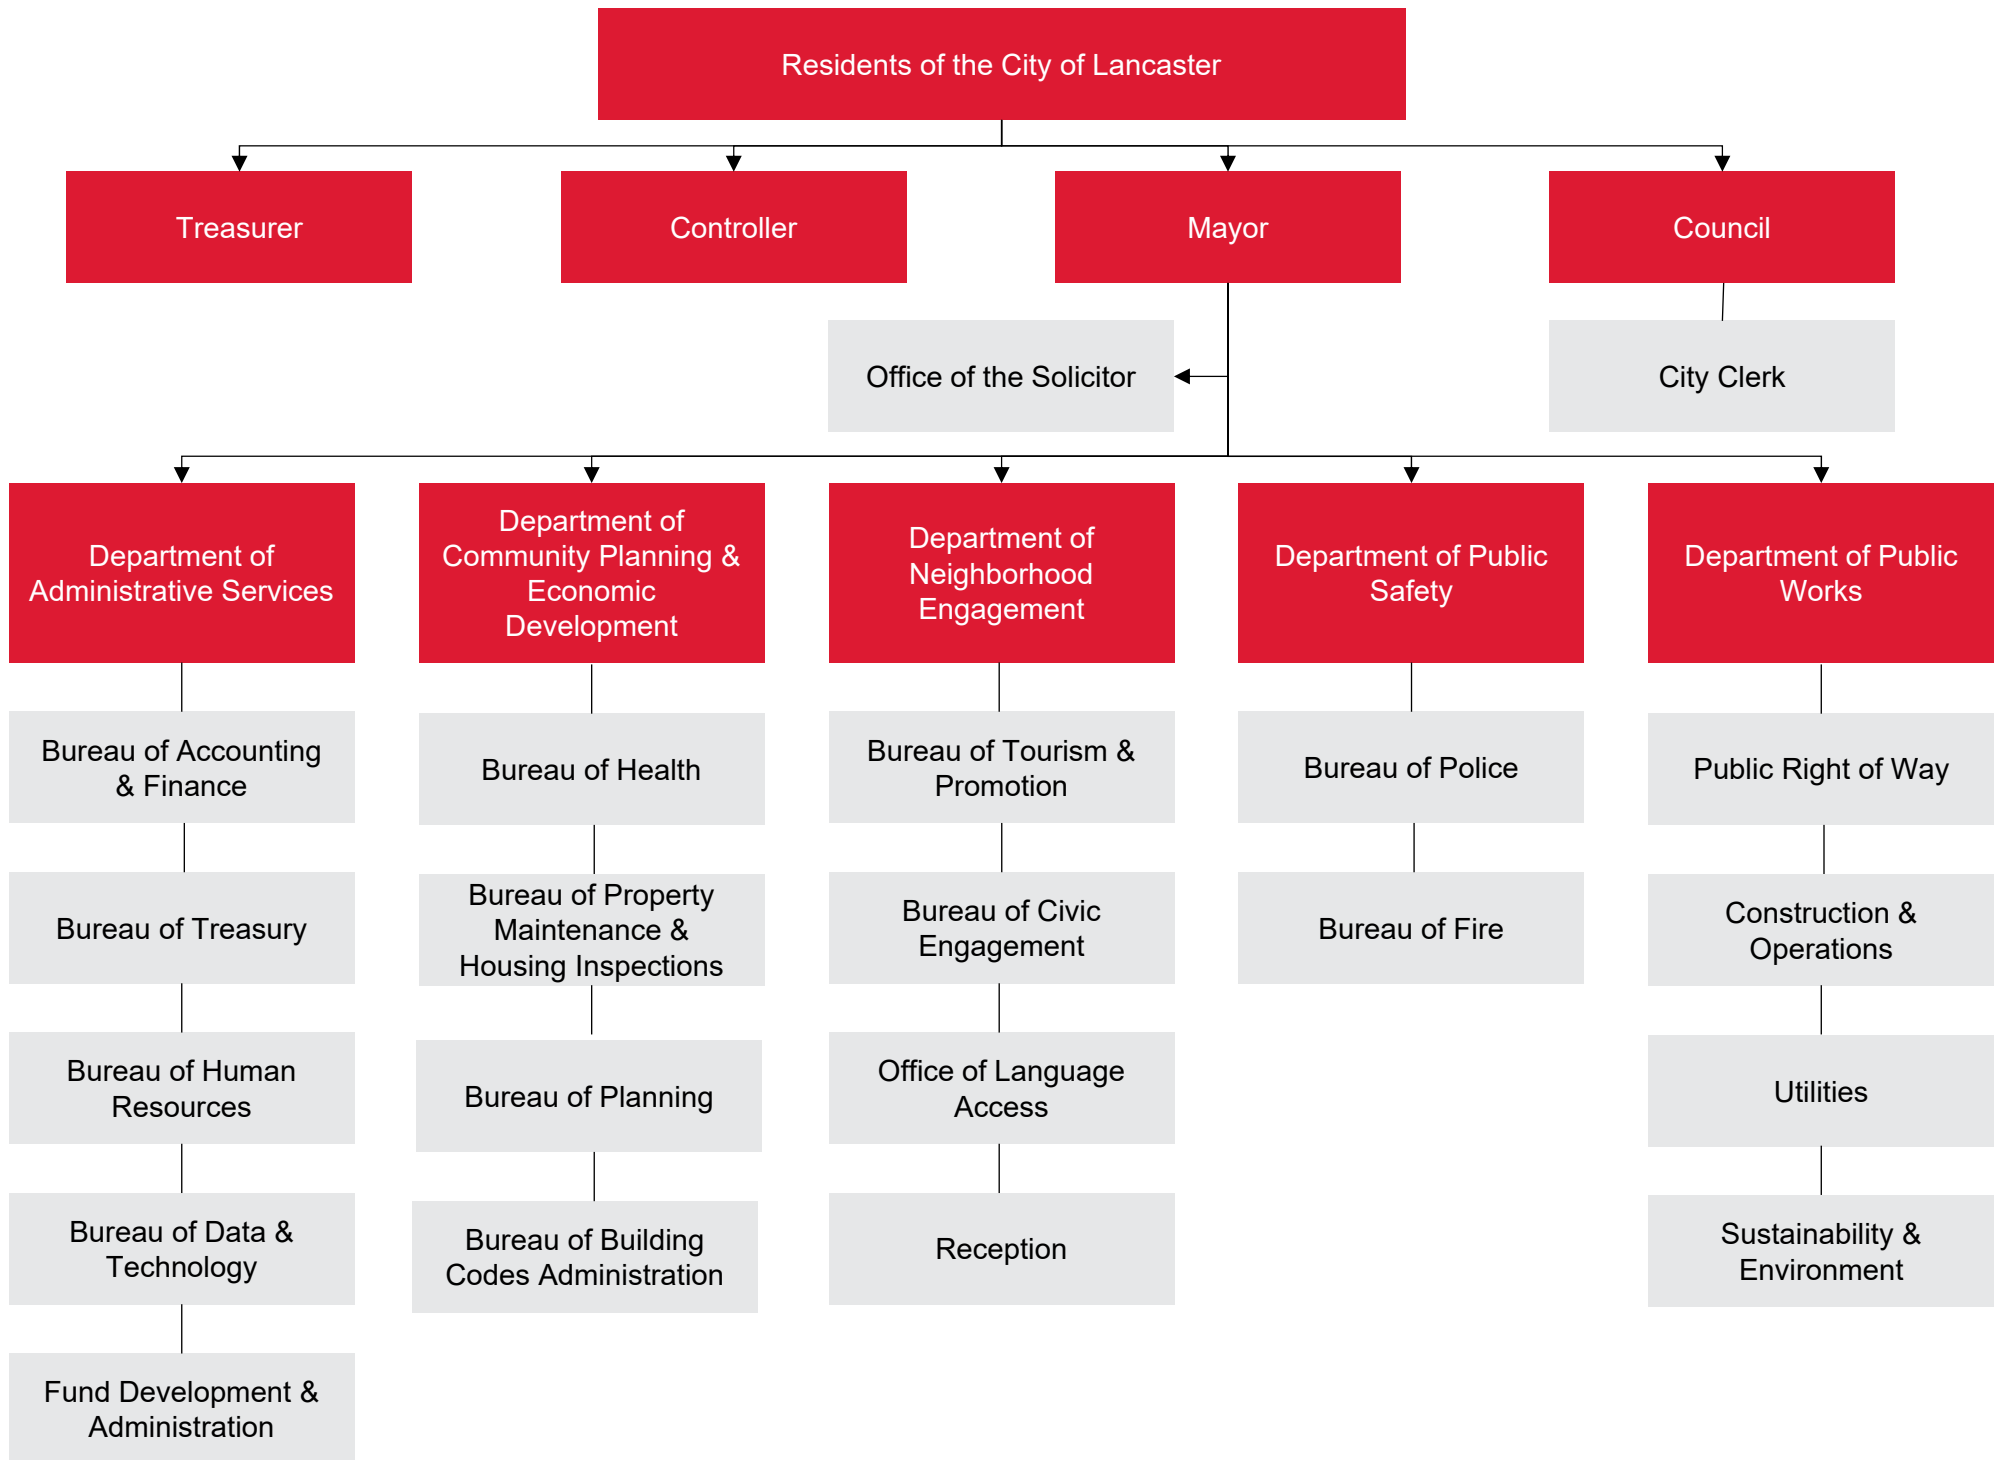 Residents of the City of Lancaster
Treasurer
Controller
Mayor
Council
Office of the Solicitor
City Clerk
Department of
Administrative Services
Department of
Community Planning &
Economic
Development
Department of
Neighborhood
Engagement
Department of Public
Safety
Department of Public
Works
Bureau of Accounting
& Finance
Bureau of Treasury
Bureau of Human
Resources
Bureau of Data &
Technology
Fund Development &
Administration
Bureau of Health
Bureau of Property
Maintenance &
Housing Inspections
Bureau of Planning
Bureau of Building
Codes Administration
Bureau of Tourism &
Promotion
Bureau of Civic
Engagement
Office of Language
Access
Reception
Bureau of Police
Bureau of Fire
Public Right of Way
Construction &
Operations
Utilities
Sustainability &
Environment